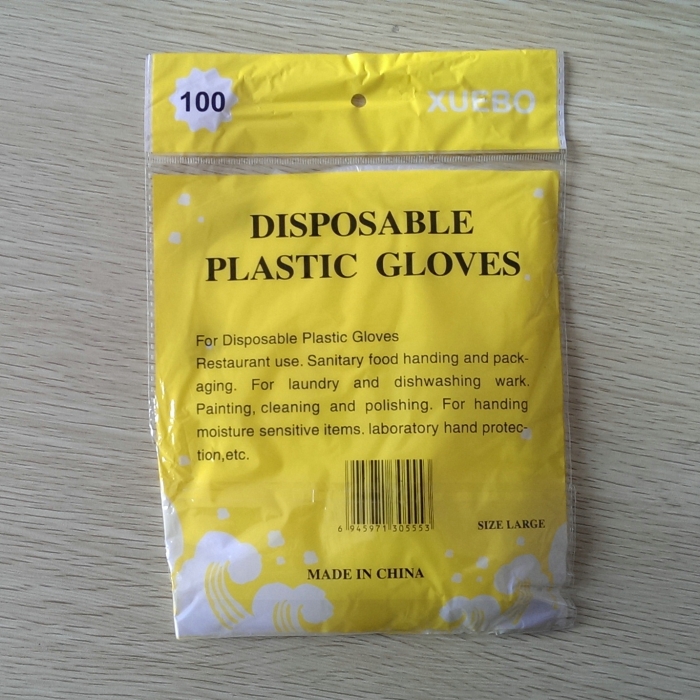 100
XUEBO
DISPOSABLE
PLASTIC GLOVES
For Disposable Plastic Gloves
Restaurant use. Sanitary food handing and pack-
aging. For laundry and dishwashing wark.
Painting, cleaning and polishing. For handing
moisture sensitive items. laboratory hand protec-
tion,etc.
6 945971 305553
SIZE LARGE
MADE IN CHINA